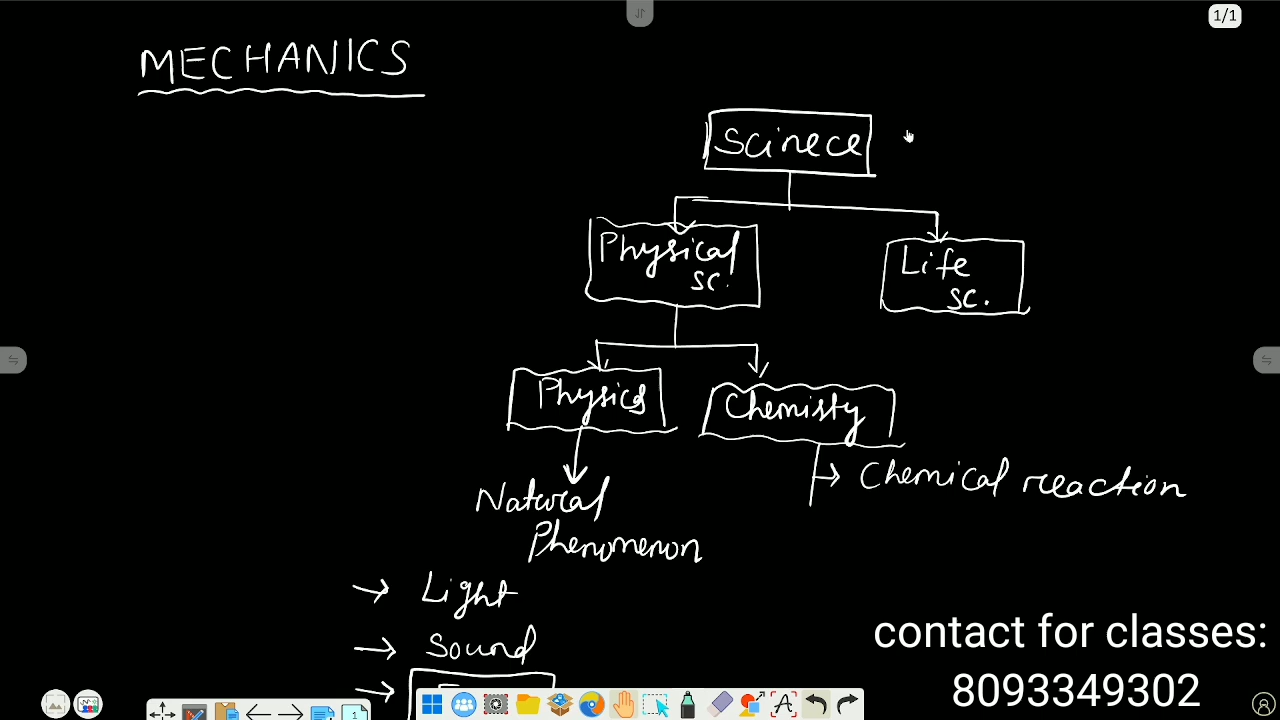 1/1
MECHANICS
Scinece
Physical
sc.
Life
sc.
Physics
Chemisty
→ Chemical reaction
Natural
Phenomenon
→ Light
→ Sound
→
contact for classes:
8093349302
1